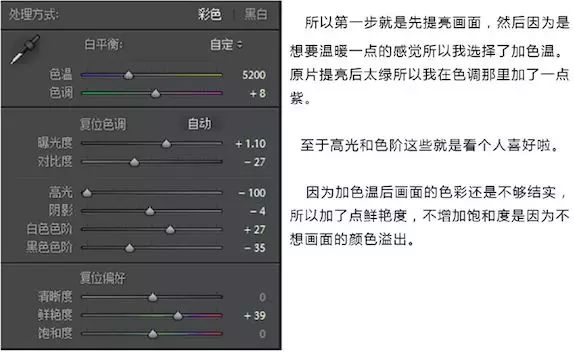 处理方式: 彩色 黑白
白平衡: 自定
色温 5200
色调 + 8
复位色调 自动
曝光度 + 1.10
对比度 - 27
高光 - 100
阴影 - 4
白色色阶 + 27
黑色色阶 - 35
复位偏好
清晰度 0
鲜艳度 + 39
饱和度 0
所以第一步就是先提亮画面，然后因为是
想要温暖一点的感觉所以我选择了加色温。
原片提亮后太绿所以我在色调那里加了一点
紫。
至于高光和色阶这些就是看个人喜好啦。
因为加色温后画面的色彩还是不够结实，
所以加了点鲜艳度，不增加饱和度是因为不
想画面的颜色溢出。